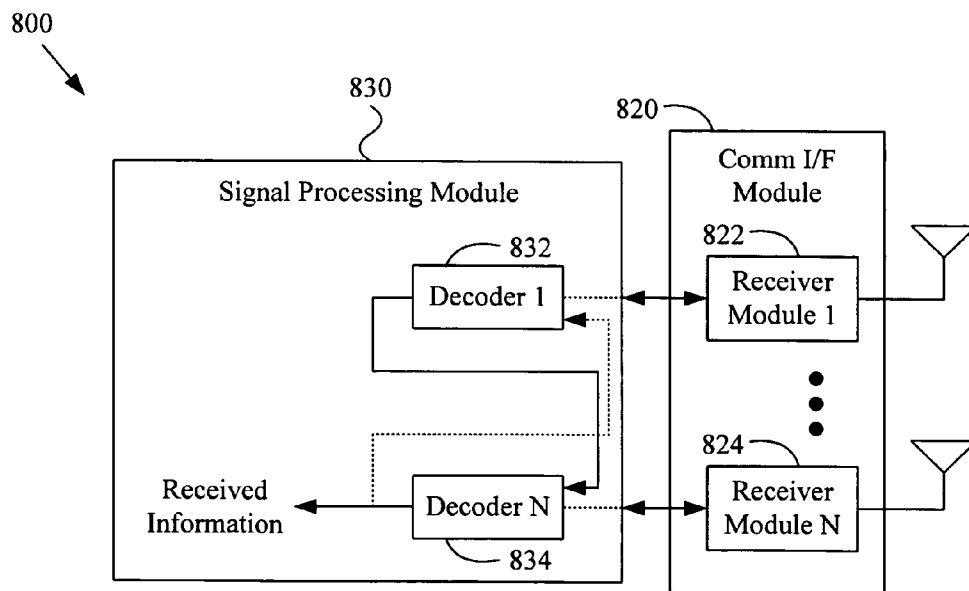 800
830
820
Signal Processing Module
Comm I/F
Module
832
822
Decoder 1
Receiver
Module 1
824
Received
Information
Decoder N
Receiver
Module N
834